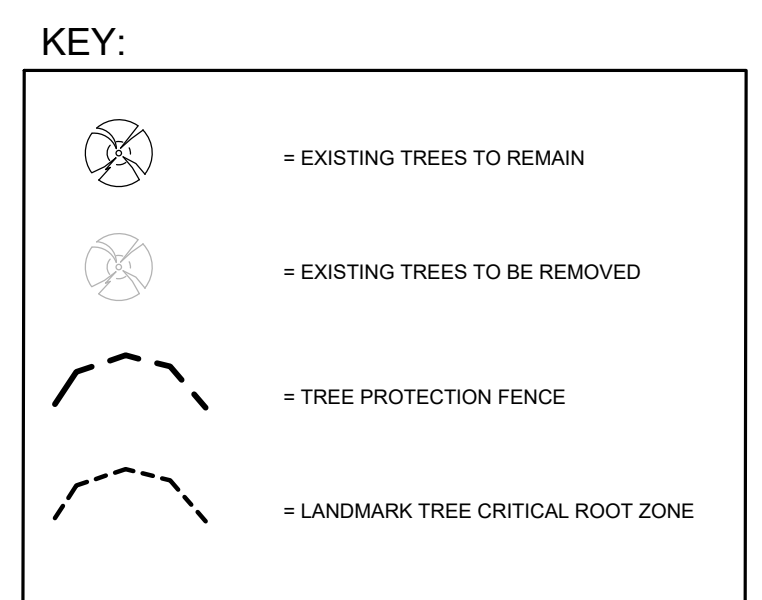 KEY:
= EXISTING TREES TO REMAIN
= EXISTING TREES TO BE REMOVED
= TREE PROTECTION FENCE
= LANDMARK TREE CRITICAL ROOT ZONE